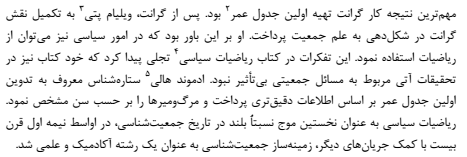 مهم‌ترین نتیجه کار گرانت تهیه اولین جدول عمر۲ بود. پس از گرانت، ویلیام پتی۳ به تکمیل نقش
گرانت در شکل‌دهی به علم جمعیت پرداخت. او بر این باور بود که در امور سیاسی نیز می‌توان از
ریاضیات استفاده نمود. این تفکرات در کتاب ریاضیات سیاسی۴ تجلی پیدا کرد که خود کتاب نیز در
تحقیقات آتی مربوط به مسائل جمعیتی بی‌تأثیر نبود. ادموند هالی۵ ستاره‌شناس معروف به تدوین
اولین جدول عمر بر اساس اطلاعات دقیق‌تری پرداخت و مرگ‌ومیرها را بر حسب سن مشخص نمود.
ریاضیات سیاسی به عنوان نخستین موج نسبتاً بلند در تاریخ جمعیت‌شناسی، در اواسط نیمه اول قرن
بیست با کمک جریان‌های دیگر، زمینه‌ساز جمعیت‌شناسی به عنوان یک رشته آکادمیک و علمی شد.